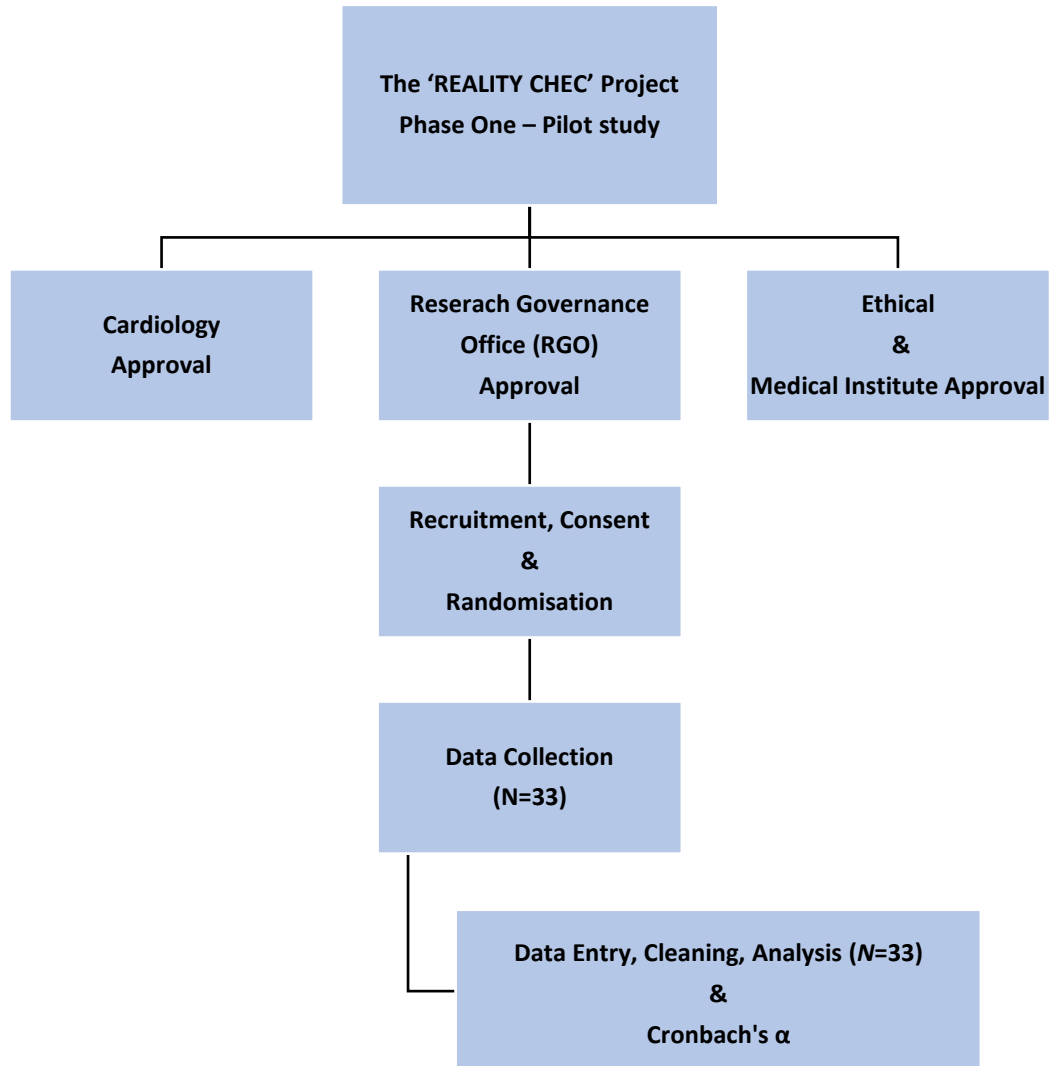 The ‘REALITY CHEC’ Project
Phase One – Pilot study
Cardiology
Approval
Reserach Governance
Office (RGO)
Approval
Ethical
&
Medical Institute Approval
Recruitment, Consent
&
Randomisation
Data Collection
(N=33)
Data Entry, Cleaning, Analysis (N=33)
&
Cronbach's α